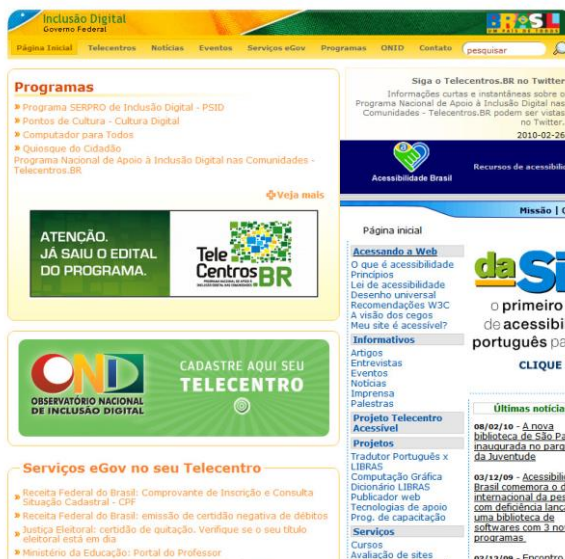 Inclusão Digital
Governo Federal
BRASIL
UM PAÍS DE TODOS
Página Inicial Telecentros Notícias Eventos Serviços eGov Programas ONID Contato
pesquisar
Programas
Programa SERPRO de Inclusão Digital - PSID
Pontos de Cultura - Cultura Digital
Computador para Todos
Quiosque do Cidadão
Programa Nacional de Apoio à Inclusão Digital nas Comunidades -
Telecentros.BR
Veja mais
ATENÇÃO.
JÁ SAIU O EDITAL
DO PROGRAMA.
Tele
Centros BR
OND
OBSERVATÓRIO NACIONAL
DE INCLUSÃO DIGITAL
CADASTRE AQUI SEU
TELECENTRO
Serviços eGov no seu Telecentro
Receita Federal do Brasil: Comprovante de Inscrição e Consulta
Situação Cadastral - CPF
Receita Federal do Brasil: emissão de certidão negativa de débitos
Justiça Eleitoral: certidão de quitação. Verifique se o seu título
eleitoral está em dia
Ministério da Educação: Portal do Professor
Siga o Telecentros.BR no Twitter
Informações curtas e instantâneas sobre o
Programa Nacional de Apoio à Inclusão Digital nas
Comunidades - Telecentros.BR podem ser vistas
no Twitter.
2010-02-26
Acessibilidade Brasil
Recursos de acessibilid
Missão |
Página inicial
Acessando a Web
O que é acessibilidade
Princípios
Lei de acessibilidade
Desenho universal
Recomendações W3C
A visão dos cegos
Meu site é acessível?
Informativos
Artigos
Entrevistas
Eventos
Notícias
Imprensa
Palestras
Projeto Telecentro
Acessível
Projetos
Tradutor Português x
LIBRAS
Computação Gráfica
Dicionário LIBRAS
Publicador web
Tecnologias de apoio
Prog. de capacitação
Serviços
Cursos
Avaliação de sites
daSi
o primeiro
de acessibi
português pa
CLIQUE
Últimas notícia
08/02/10 - A nova
biblioteca de São Pa
inaugurada no parq
da Juventude
03/12/09 - Acessibili
Brasil comemora o d
internacional da pes
com deficiência lanç
uma biblioteca de
softwares com 3 no
programas
03/12/09 - Encontro